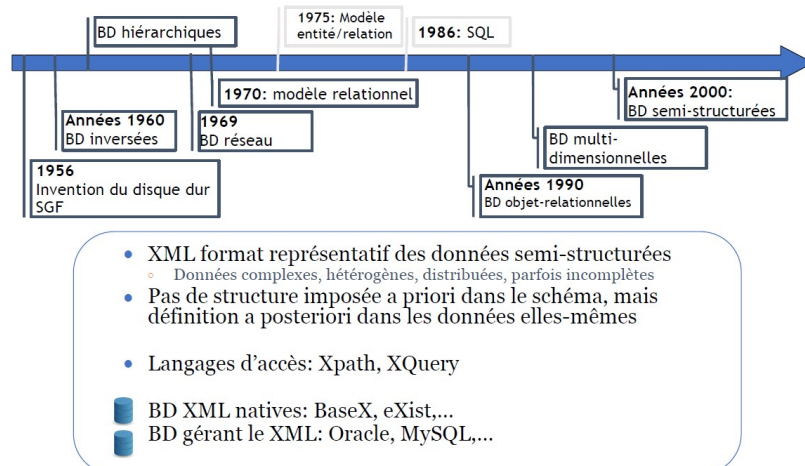 BD hiérarchiques
1975: Modèle
entité/relation
1986: SQL
1970: modèle relationnel
Années 2000:
BD semi-structurées
Années 1960
BD inversées
1969
BD réseau
BD multi-
dimensionnelles
1956
Invention du disque dur
SGF
Années 1990
BD objet-relationnelles
XML format représentatif des données semi-structurées
Données complexes, hétérogènes, distribuées, parfois incomplètes
Pas de structure imposée a priori dans le schéma, mais
définition a posteriori dans les données elles-mêmes
Langages d'accès: Xpath, XQuery
BD XML natives: BaseX, eXist,...
BD gérant le XML: Oracle, MySQL,...